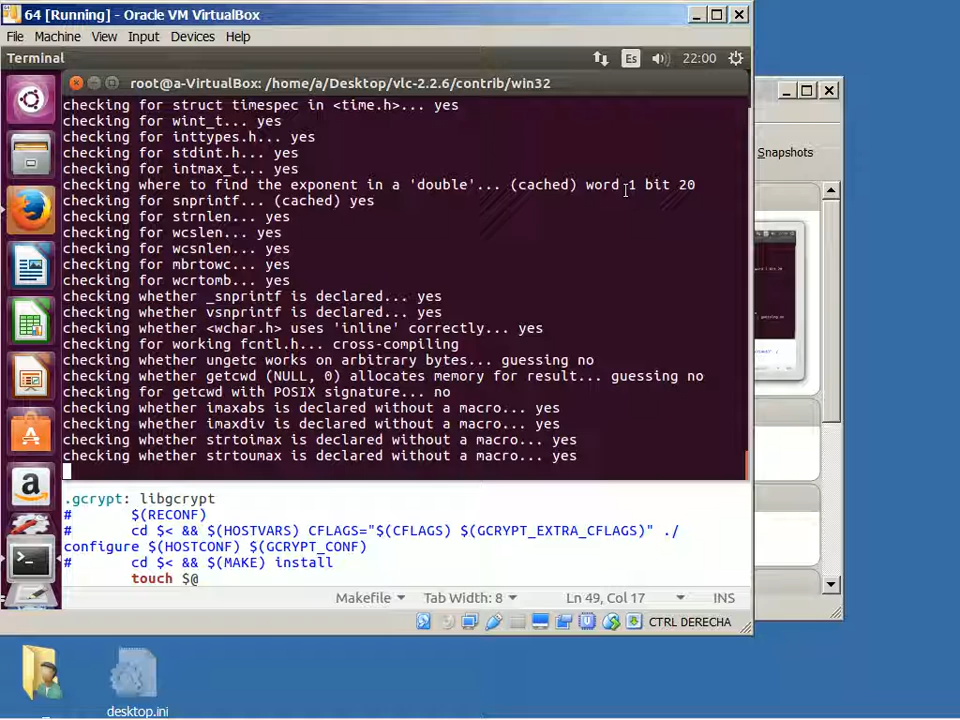 64 [Running] - Oracle VM VirtualBox
File Machine View Input Devices Help
Terminal
Es
22:00
root@a-VirtualBox: /home/a/Desktop/vlc-2.2.6/contrib/win32
Snapshots
checking for struct timespec in <time.h>... yes
checking for wint_t... yes
checking for inttypes.h... yes
checking for stdint.h... yes
checking for intmax_t... yes
checking where to find the exponent in a 'double'... (cached) word 1 bit 20
checking for snprintf... (cached) yes
checking for strnlen... yes
checking for wcslen... yes
checking for wcsnlen... yes
checking for mbrtowc... yes
checking for wcrtomb... yes
checking whether _snprintf is declared... yes
checking whether vsnprintf is declared... yes
checking whether <wchar.h> uses 'inline' correctly... yes
checking for working fcntl.h... cross-compiling
checking whether ungetc works on arbitrary bytes... guessing no
checking whether getcwd (NULL, 0) allocates memory for result... guessing no
checking for getcwd with POSIX signature... no
checking whether imaxabs is declared without a macro... yes
checking whether imaxdiv is declared without a macro... yes
checking whether strtoimax is declared without a macro... yes
checking whether strtoumax is declared without a macro... yes
.gcrypt: libgcrypt
# $(RECONF)
# cd $< && $(HOSTVARS) CFLAGS="$(CFLAGS) $(GCRYPT_EXTRA_CFLAGS)" ./
configure $(HOSTCONF) $(GCRYPT_CONF)
# cd $< && $(MAKE) install
touch $@
Makefile Tab Width: 8 Ln 49, Col 17 INS
CTRL DERECHA
desktop.ini